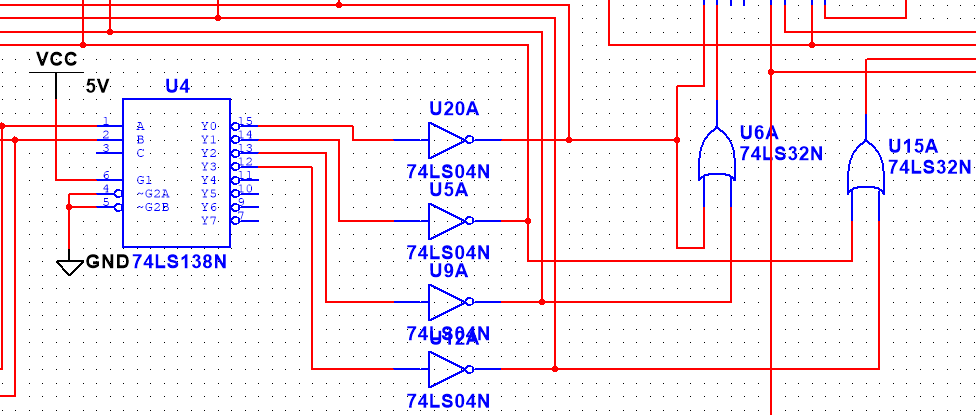 VCC
5V
U4
1 A Y0 15
2 B Y1 14
3 C Y2 13
Y3 12
6 G1 Y4 11
4 ~G2A Y5 10
5 ~G2B Y6 9
Y7 7
GND
74LS138N
U20A
74LS04N
U5A
74LS04N
U9A
74LS04N
U12A
74LS04N
U6A
74LS32N
U15A
74LS32N